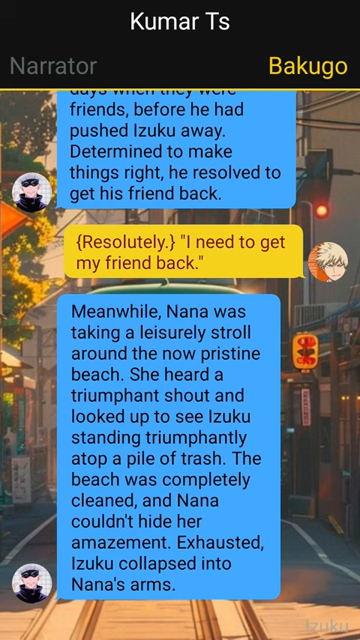 Kumar Ts
Narrator
Bakugo
days when they were
friends, before he had
pushed Izuku away.
Determined to make
things right, he resolved to
get his friend back.
{Resolutely.} "I need to get
my friend back."
Meanwhile, Nana was
taking a leisurely stroll
around the now pristine
beach. She heard a
triumphant shout and
looked up to see Izuku
standing triumphantly
atop a pile of trash. The
beach was completely
cleaned, and Nana
couldn't hide her
amazement. Exhausted,
Izuku collapsed into
Nana's arms.
Izuku